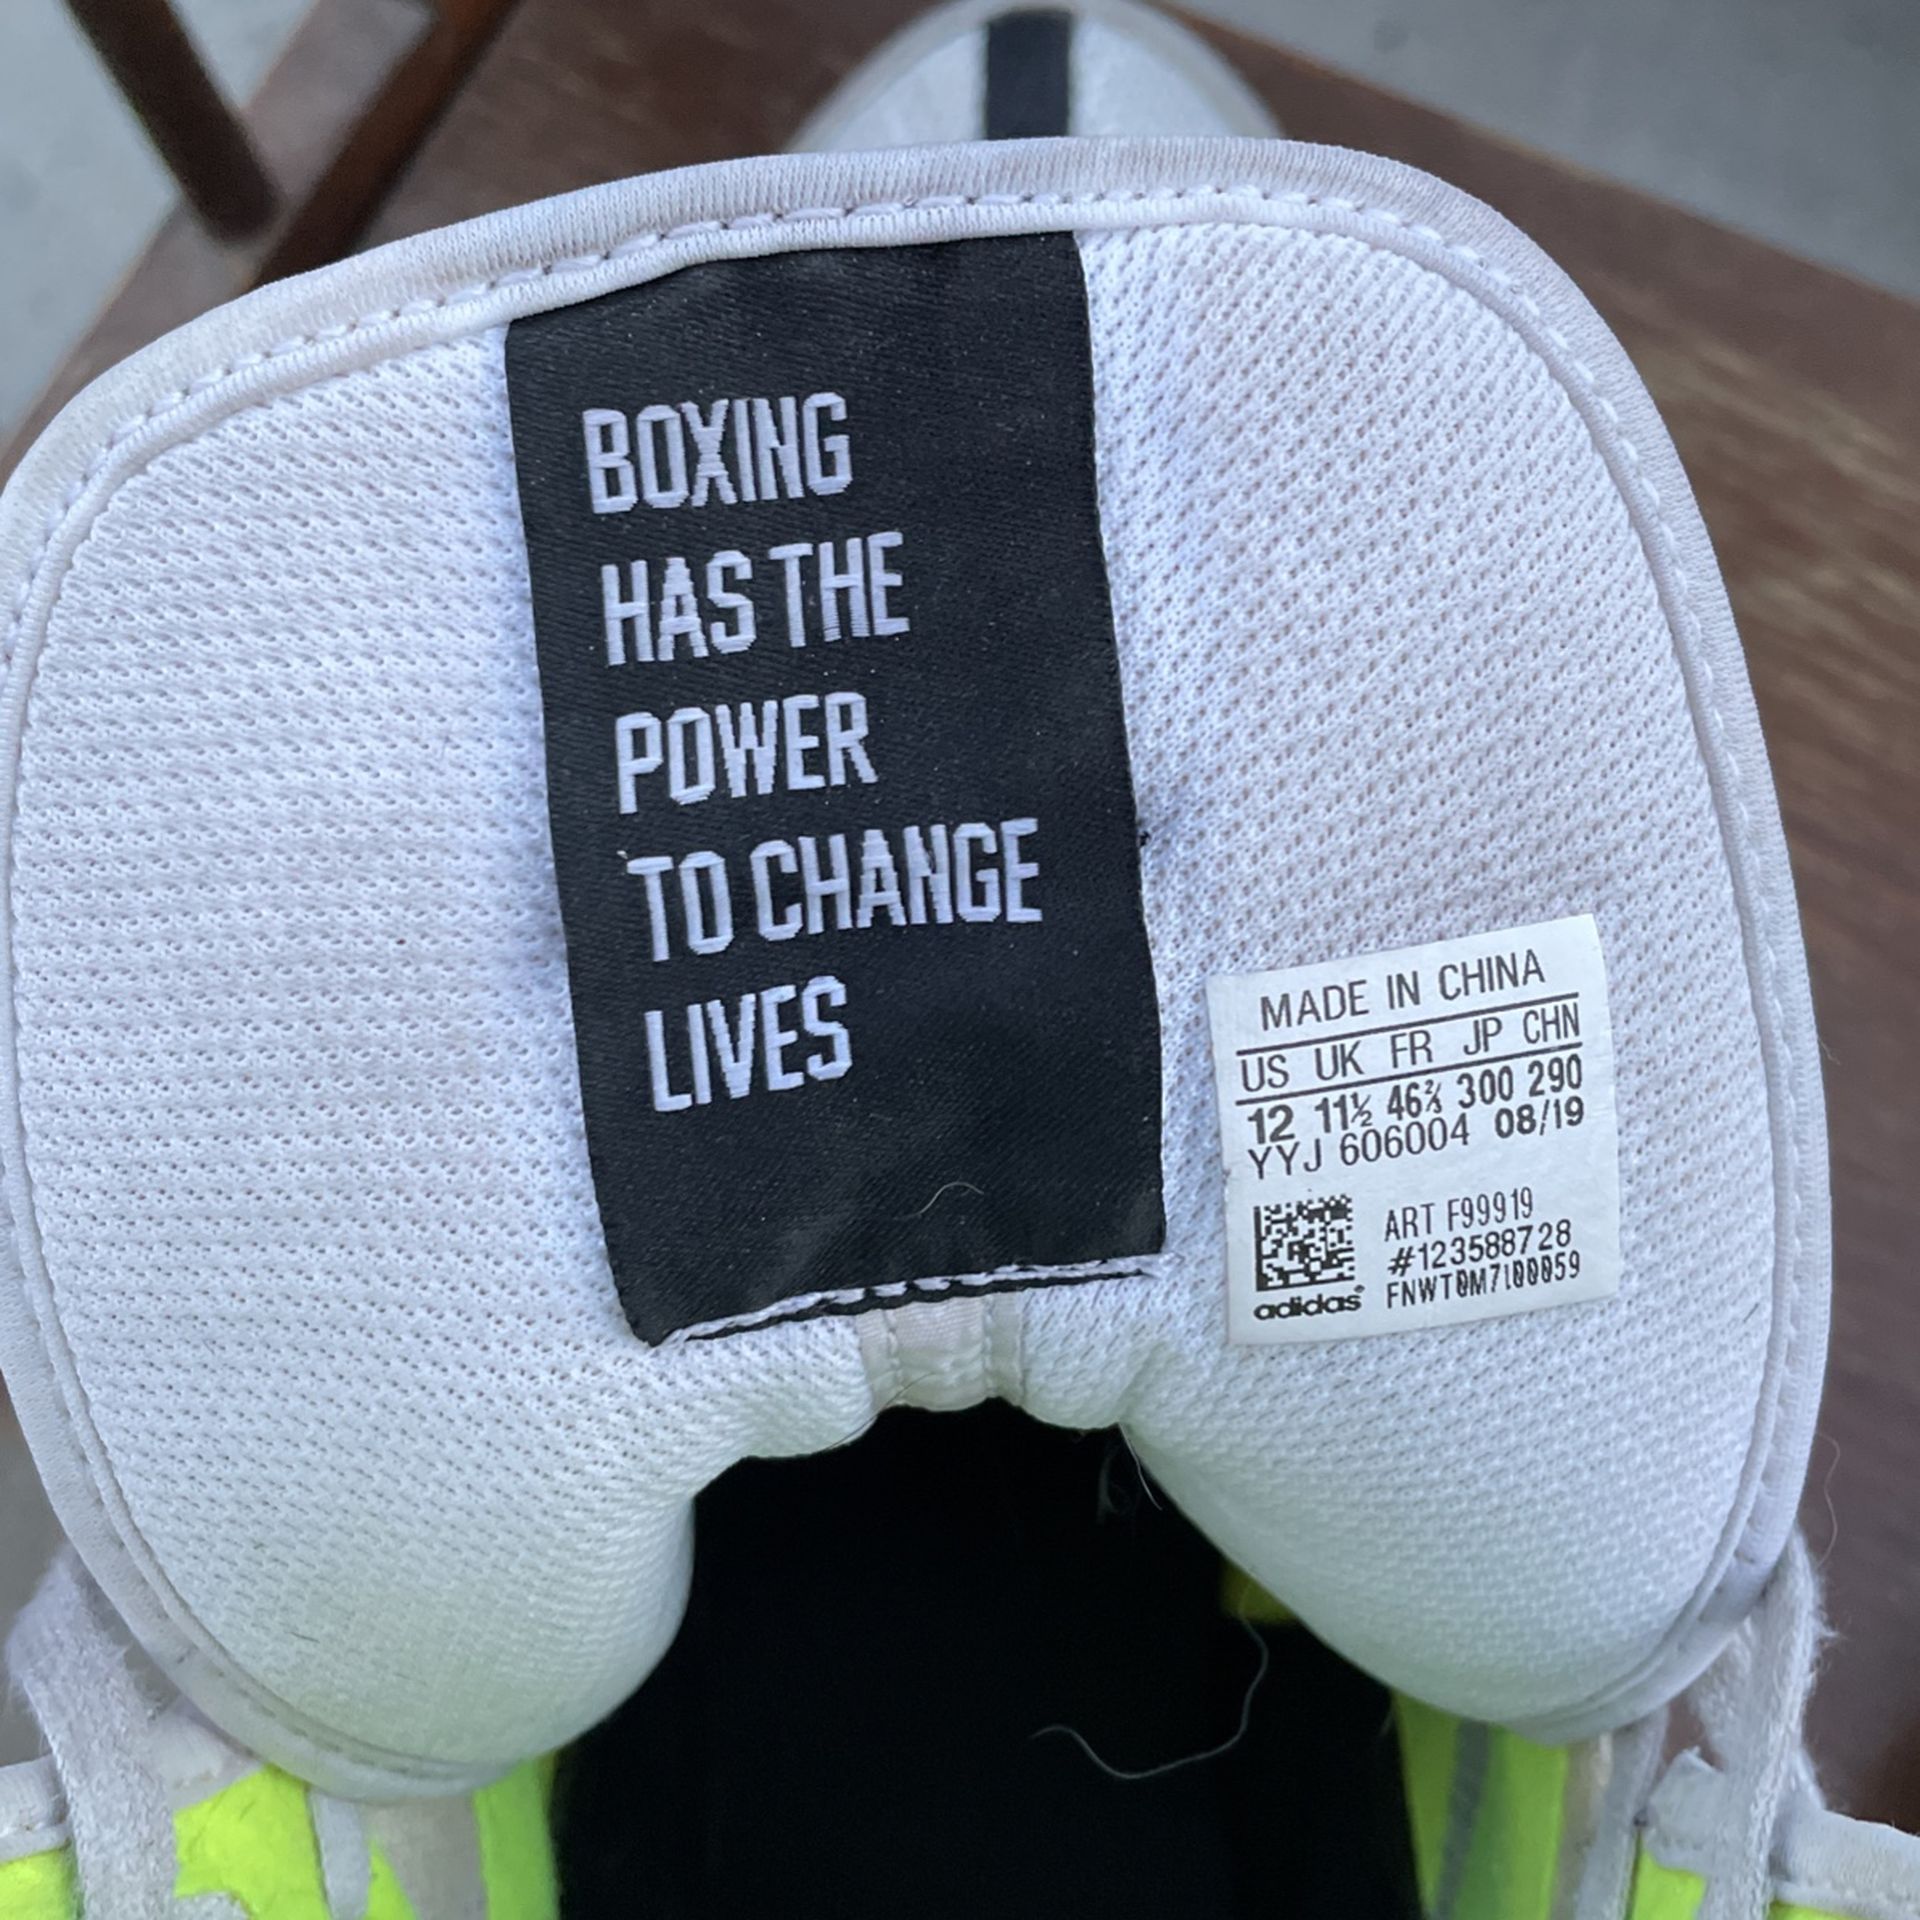 BOXING
HAS THE
POWER
TO CHANGE
LIVES
MADE IN CHINA
US UK FR JP CHN
12 11½ 46⅔ 300 290
YYJ 606004 08/19
ART F99919
#123588728
FNWT0M7100059
adidas